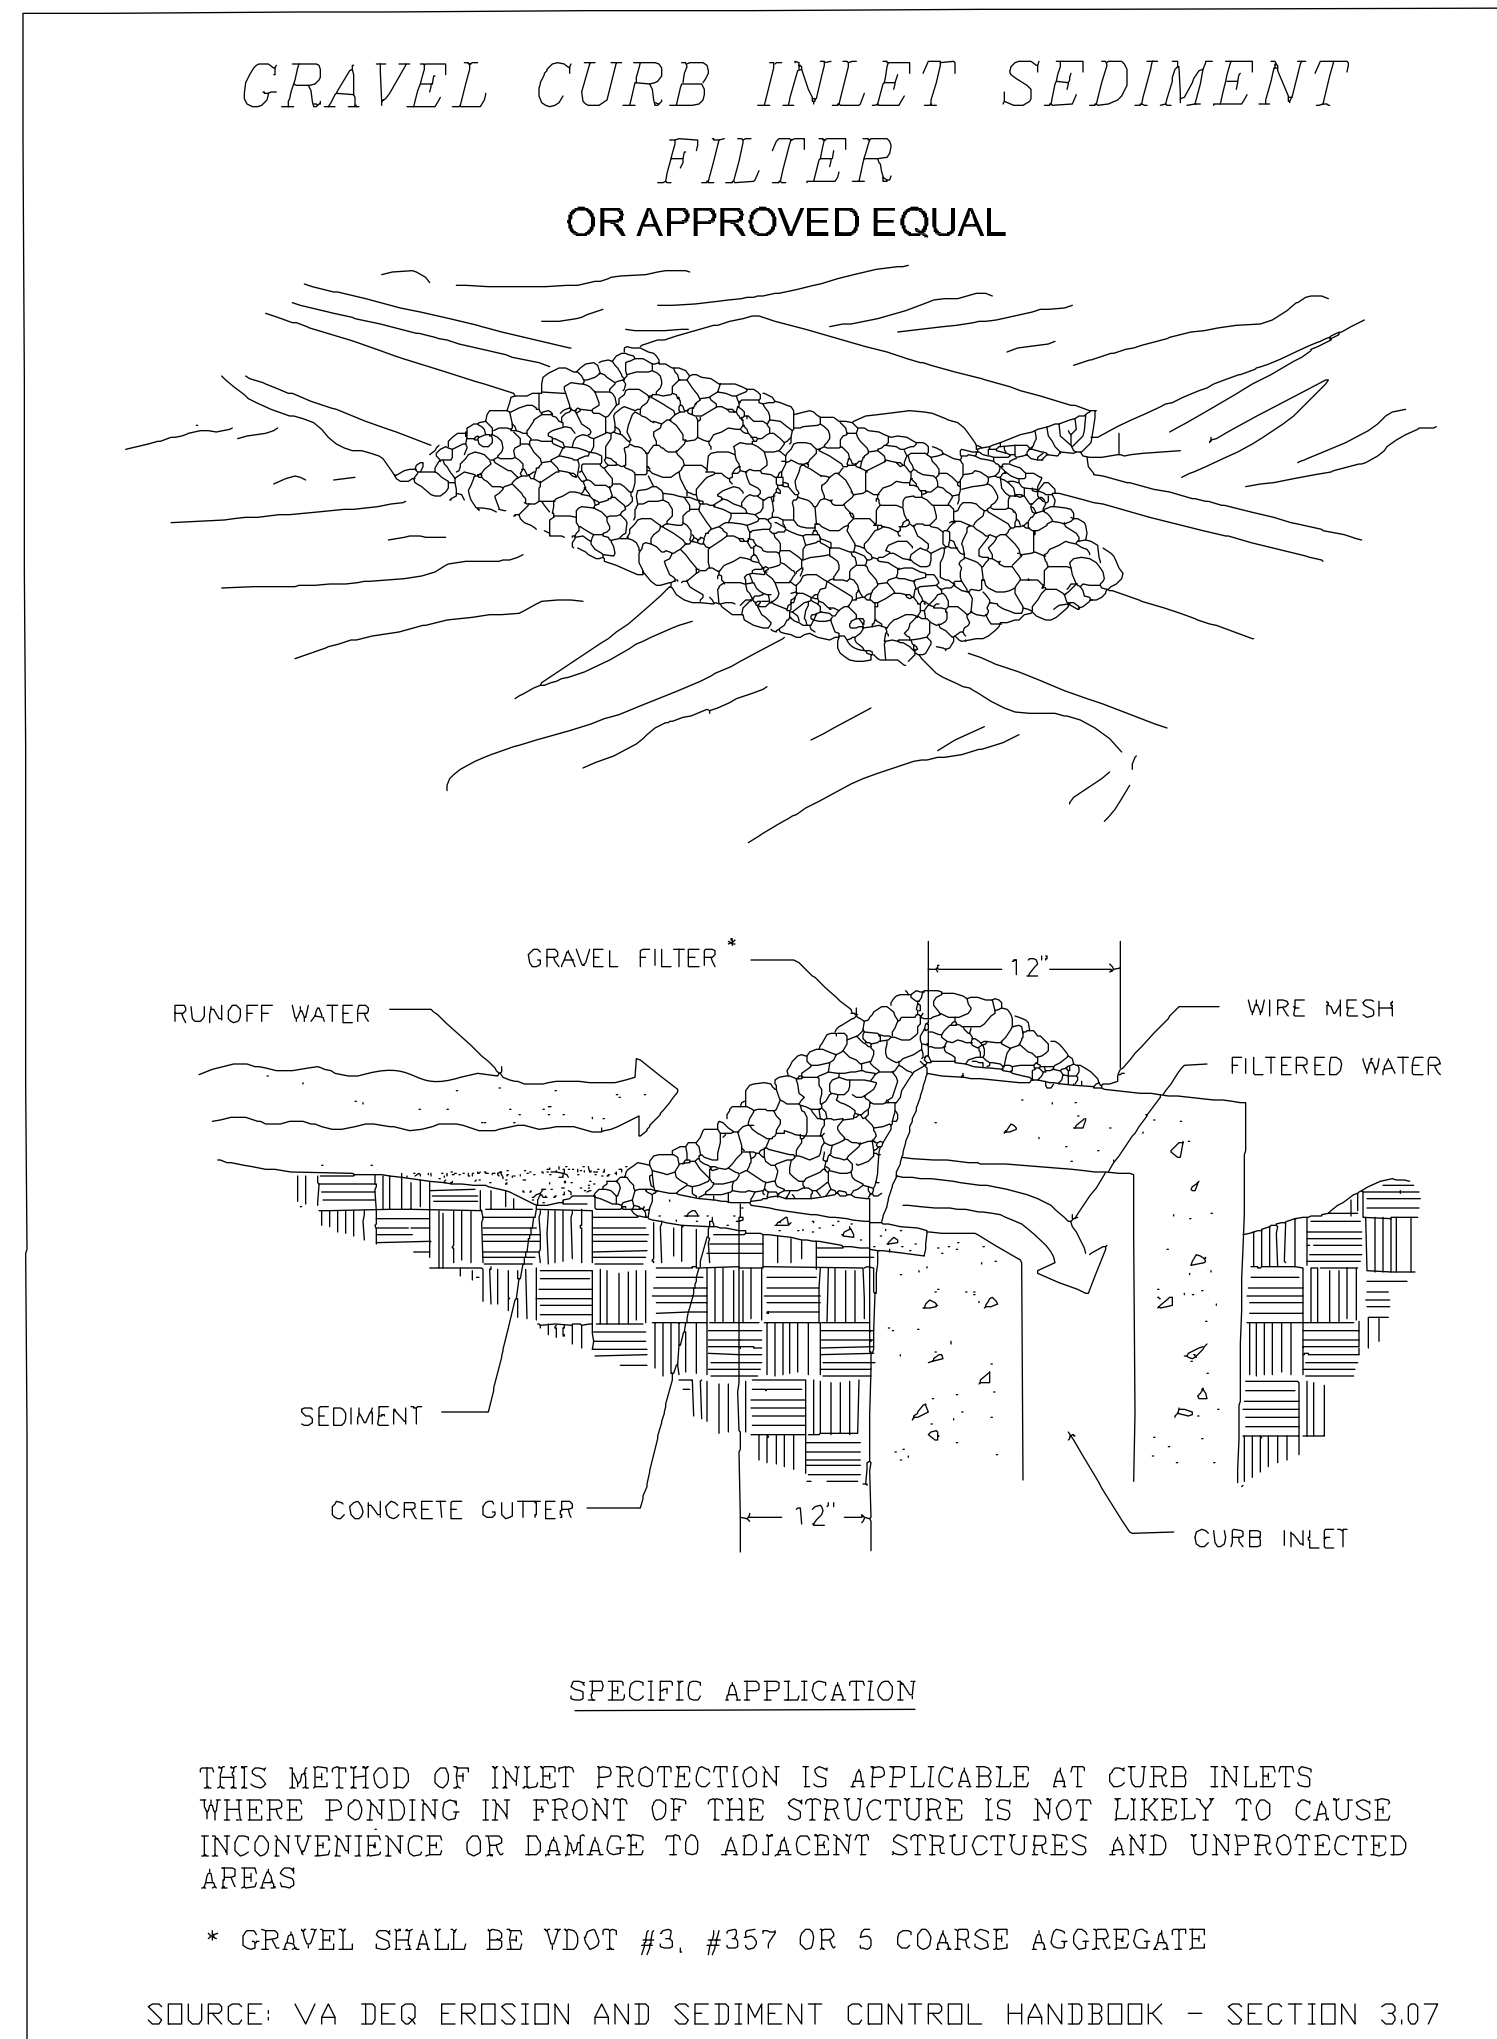 GRAVEL CURB INLET SEDIMENT
FILTER
OR APPROVED EQUAL
GRAVEL FILTER *
12"
RUNOFF WATER
WIRE MESH
FILTERED WATER
SEDIMENT
CONCRETE GUTTER
12"
CURB INLET
SPECIFIC APPLICATION
THIS METHOD OF INLET PROTECTION IS APPLICABLE AT CURB INLETS
WHERE PONDING IN FRONT OF THE STRUCTURE IS NOT LIKELY TO CAUSE
INCONVENIENCE OR DAMAGE TO ADJACENT STRUCTURES AND UNPROTECTED
AREAS
* GRAVEL SHALL BE VDOT #3, #357 OR 5 COARSE AGGREGATE
SOURCE: VA DEQ EROSION AND SEDIMENT CONTROL HANDBOOK - SECTION 3.07